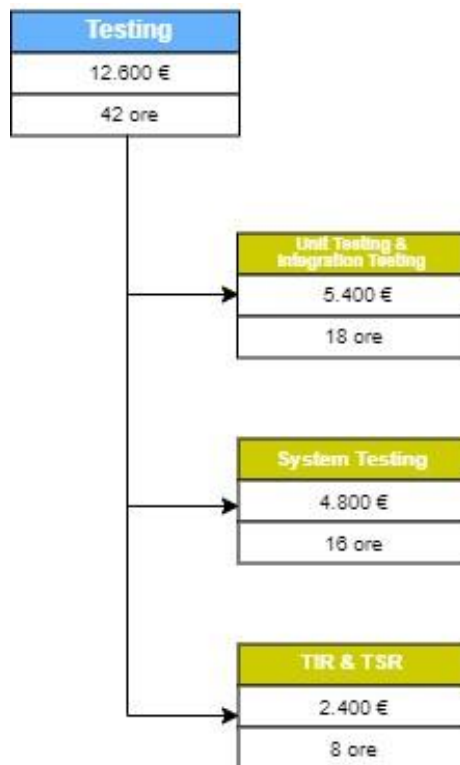 Testing
12.600 €
42 ore
Unit Testing &
Integration Testing
5.400 €
18 ore
System Testing
4.800 €
16 ore
TIR & TSR
2.400 €
8 ore